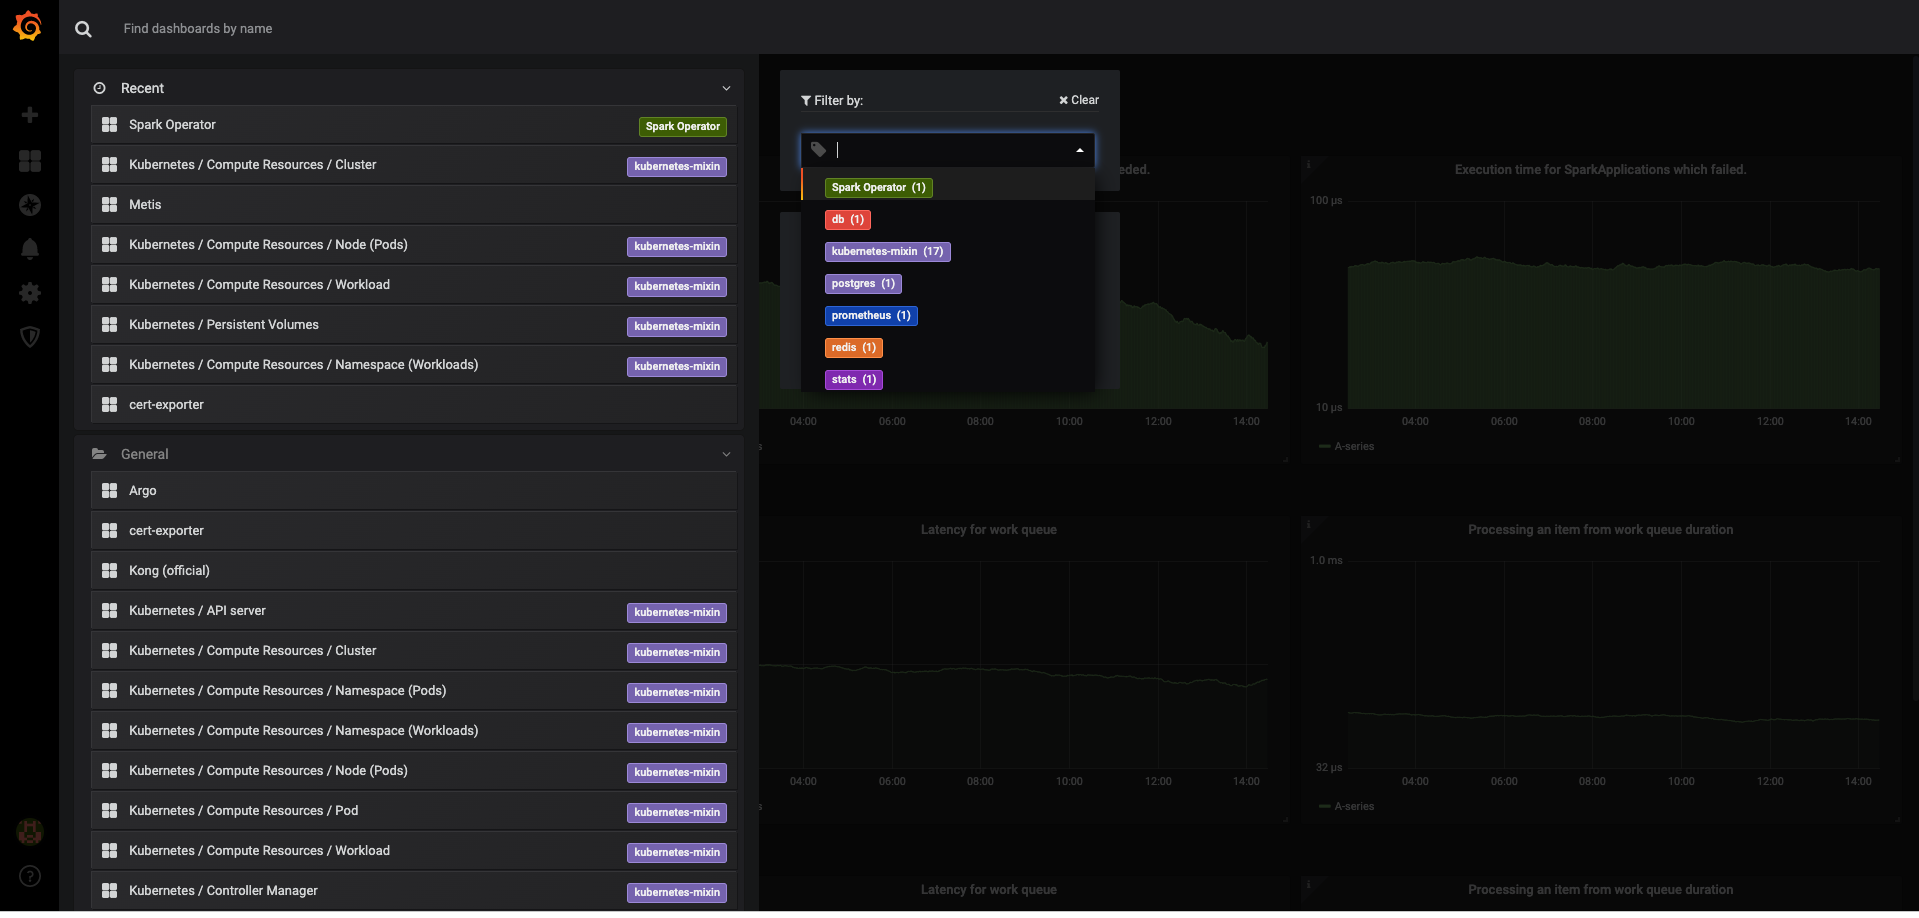 Find dashboards by name
Recent
Spark Operator Spark Operator
Kubernetes / Compute Resources / Cluster kubernetes-mixin
Metis
Kubernetes / Compute Resources / Node (Pods) kubernetes-mixin
Kubernetes / Compute Resources / Workload kubernetes-mixin
Kubernetes / Persistent Volumes kubernetes-mixin
Kubernetes / Compute Resources / Namespace (Workloads) kubernetes-mixin
cert-exporter
General
Argo
cert-exporter
Kong (official)
Kubernetes / API server kubernetes-mixin
Kubernetes / Compute Resources / Cluster kubernetes-mixin
Kubernetes / Compute Resources / Namespace (Pods) kubernetes-mixin
Kubernetes / Compute Resources / Namespace (Workloads) kubernetes-mixin
Kubernetes / Compute Resources / Node (Pods) kubernetes-mixin
Kubernetes / Compute Resources / Pod kubernetes-mixin
Kubernetes / Compute Resources / Workload kubernetes-mixin
Kubernetes / Controller Manager kubernetes-mixin
Filter by: Clear
Spark Operator (1)
db (1)
kubernetes-mixin (17)
postgres (1)
prometheus (1)
redis (1)
stats (1)
eded.
04:00 06:00 08:00 10:00 12:00 14:00
s
Execution time for SparkApplications which failed.
100 µs
10 µs
04:00 06:00 08:00 10:00 12:00 14:00
A-series
Latency for work queue
04:00 06:00 08:00 10:00 12:00 14:00
s
Processing an item from work queue duration
1.0 ms
32 µs
04:00 06:00 08:00 10:00 12:00 14:00
A-series
Latency for work queue
Processing an item from work queue duration